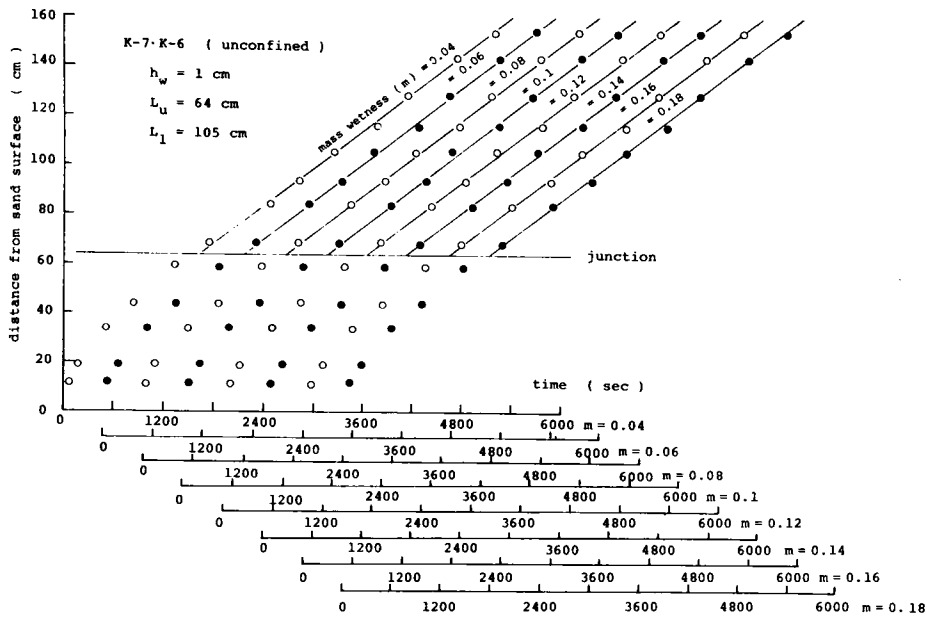 160
140
120
100
80
60
40
20
0
distance from sand surface ( cm )
K-7·K-6 ( unconfined )
h_w = 1 cm
L_u = 64 cm
L_l = 105 cm
mass wetness (m) = 0.04
= 0.06
= 0.08
= 0.1
= 0.12
= 0.14
= 0.16
= 0.18
junction
time ( sec )
0 1200 2400 3600 4800 6000 m = 0.04
0 1200 2400 3600 4800 6000 m = 0.06
0 1200 2400 3600 4800 6000 m = 0.08
0 1200 2400 3600 4800 6000 m = 0.1
0 1200 2400 3600 4800 6000 m = 0.12
0 1200 2400 3600 4800 6000 m = 0.14
0 1200 2400 3600 4800 6000 m = 0.16
0 1200 2400 3600 4800 6000 m = 0.18